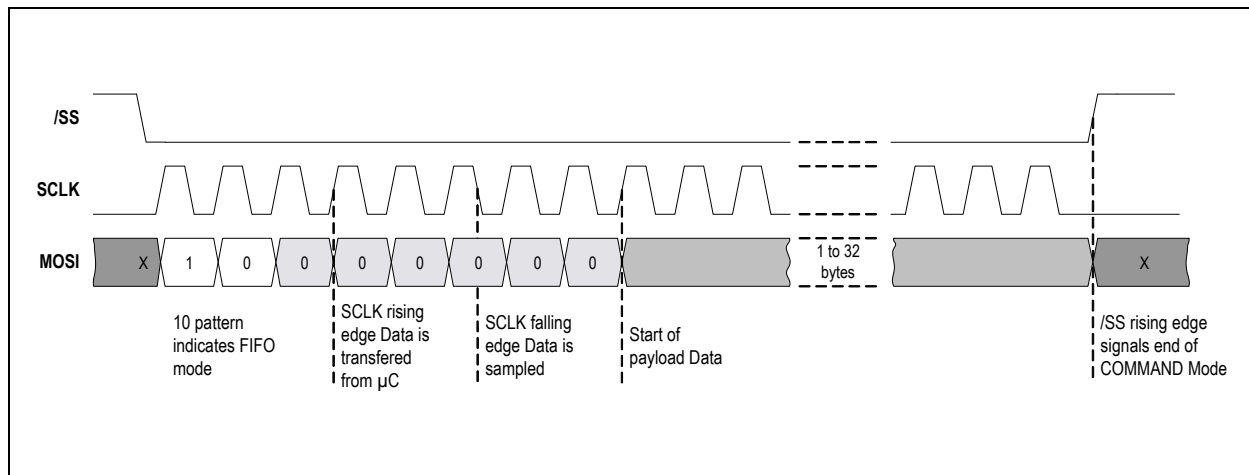 /SS
SCLK
MOSI
X
1
0
0
0
0
0
0
0
1 to 32
bytes
X
10 pattern
indicates FIFO
mode
SCLK rising
edge Data is
transfered
from µC
SCLK falling
edge Data is
sampled
Start of
payload Data
/SS rising edge
signals end of
COMMAND Mode